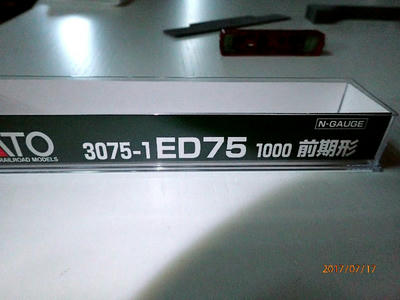 N-GAUGE
ATO 3075-1 ED75 1000 前期形
RAILROAD MODELS
2017/07/17